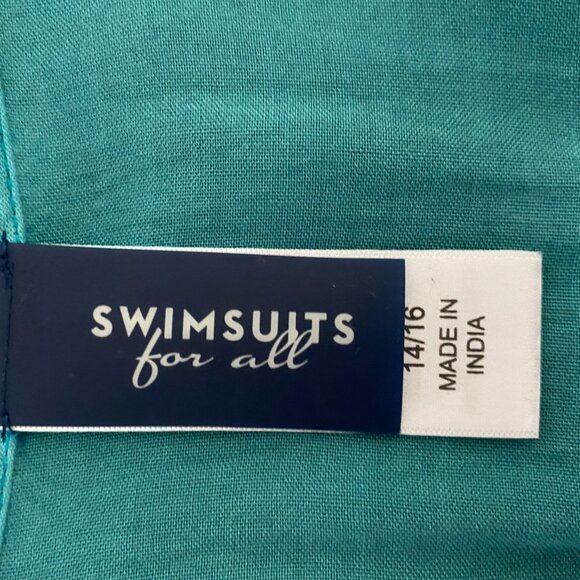 SWIMSUITS
for all
14/16
MADE IN
INDIA